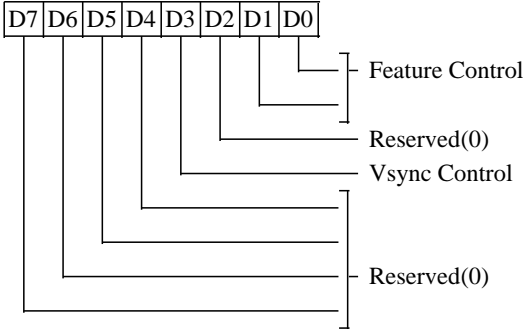 D7 D6 D5 D4 D3 D2 D1 D0
Feature Control
Reserved(0)
Vsync Control
Reserved(0)